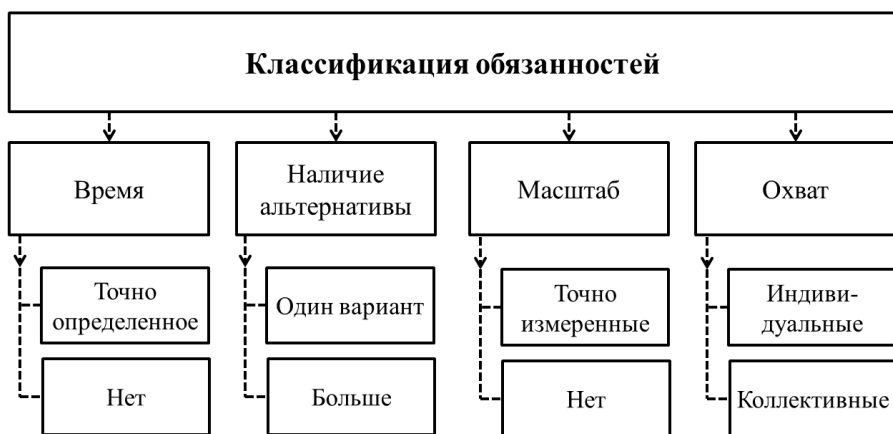 Классификация обязанностей
Время
Наличие
альтернативы
Масштаб
Охват
Точно
определенное
Один вариант
Точно
измеренные
Индиви-
дуальные
Нет
Больше
Нет
Коллективные